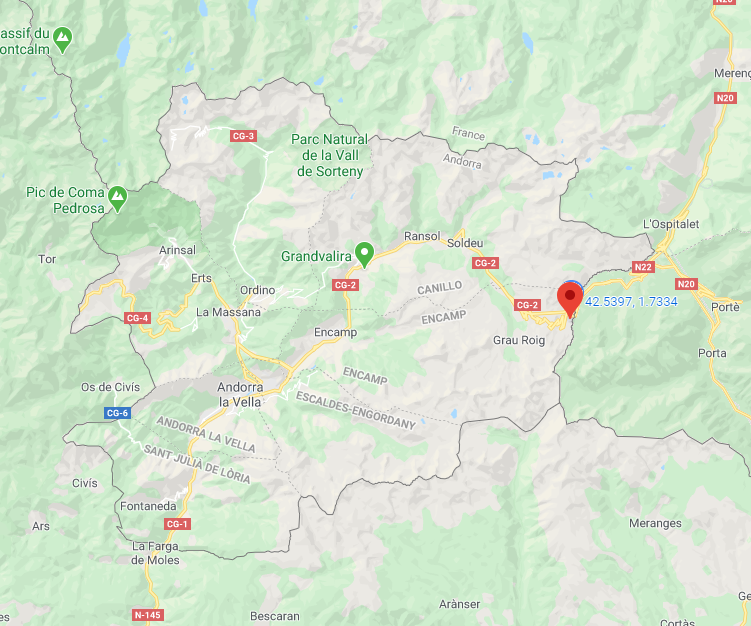 N20
assif du
ontcalm
Meren
N20
CG-3
Parc Natural
de la Vall
de Sorteny
France
Andorra
Pic de Coma
Pedrosa
L'Ospitalet
Ransol
Soldeu
Arinsal
Grandvalira
Tor
CG-2
N22
Erts
CG-2
N20
Ordino
CANILLO
42.5397, 1.7334
CG-2
Portè
La Massana
CG-4
ENCAMP
Encamp
Grau Roig
Porta
ENCAMP
Os de Civís
Andorra
la Vella
ESCALDES-ENGORDANY
CG-6
ANDORRA LA VELLA
SANT JULIÀ DE LÒRIA
Civís
Fontaneda
Ars
CG-1
Meranges
La Farga
de Moles
Ge
Arànser
N-145
Bescaran
es
Cortàs